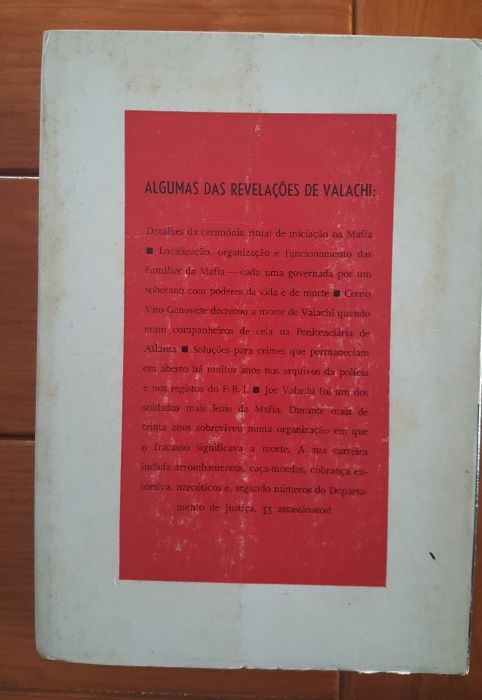 ALGUMAS DAS REVELAÇÕES DE VALACHI:
Detalhes da cerimónia ritual de iniciação na Mafia
■ Localização, organização e funcionamento das
Famílias da Mafia — cada uma governada por um
soberano com poderes de vida e de morte ■ Como
Vito Genovese decretou a morte de Valachi quando
eram companheiros de cela na Penitenciária de
Atlanta ■ Soluções para crimes que permaneciam
em aberto há muitos anos nos arquivos da polícia
e nos registos do F. B. I. ■ Joe Valachi foi um dos
soldados mais leais da Mafia. Durante mais de
trinta anos sobreviveu numa organização em que
o fracasso significava a morte. A sua carreira
incluía arrombamentos, caça-moedas, cobrança ex-
torsiva, narcóticos e, segundo números do Departa-
mento de Justiça, 33 assassinatos!